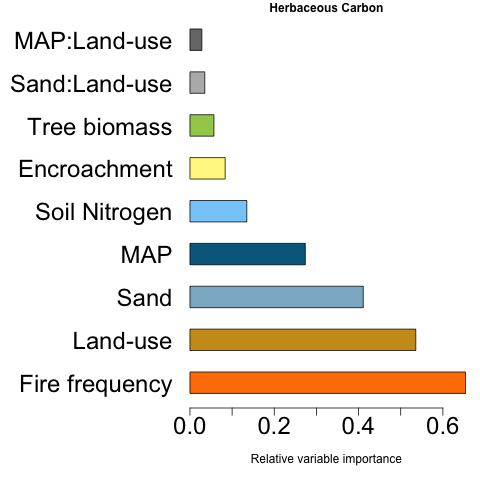 Herbaceous Carbon
MAP:Land-use
Sand:Land-use
Tree biomass
Encroachment
Soil Nitrogen
MAP
Sand
Land-use
Fire frequency
0.0 0.2 0.4 0.6
Relative variable importance